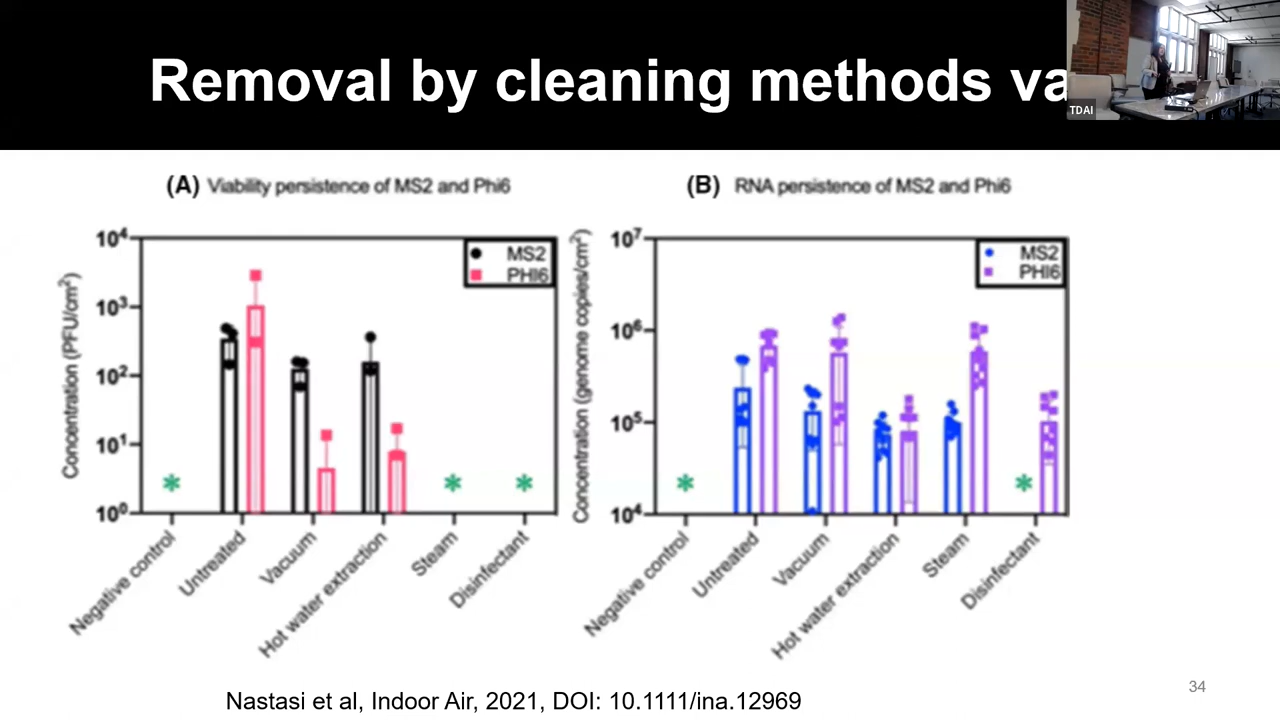 Removal by cleaning methods va
TDAI
(A) Viability persistence of MS2 and Phi6
10⁴
10³
10²
10¹
10⁰
Concentration (PFU/cm²)
MS2
PHI6
*
*
*
Negative control
Untreated
Vacuum
Hot water extraction
Steam
Disinfectant
(B) RNA persistence of MS2 and Phi6
10⁷
10⁶
10⁵
10⁴
Concentration (genome copies/cm²)
MS2
PHI6
*
*
Negative control
Untreated
Vacuum
Hot water extraction
Steam
Disinfectant
Nastasi et al, Indoor Air, 2021, DOI: 10.1111/ina.12969
34